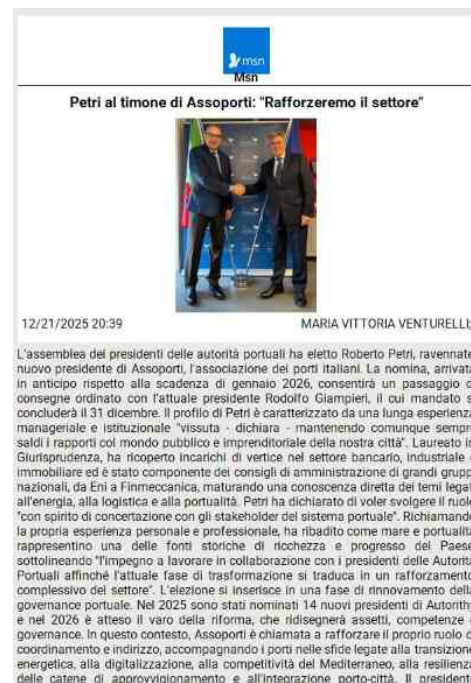 msn
Msn
Petri al timone di Assoporti: "Rafforzeremo il settore"
12/21/2025 20:39
MARIA VITTORIA VENTURELLI;
L'assemblea dei presidenti delle autorità portuali ha eletto Roberto Petri, ravennate
nuovo presidente di Assoporti, l'associazione dei porti italiani. La nomina, arrivata
in anticipo rispetto alla scadenza di gennaio 2026, consentirà un passaggio d
consegne ordinato con l'attuale presidente Rodolfo Giampieri, il cui mandato s
concluderà il 31 dicembre. Il profilo di Petri è caratterizzato da una lunga esperienza
manageriale e istituzionale "vissuta - dichiara - mantenendo comunque sempre
saldi i rapporti col mondo pubblico e imprenditoriale della nostra città". Laureato in
Giurisprudenza, ha ricoperto incarichi di vertice nel settore bancario, industriale
immobiliare ed è stato componente dei consigli di amministrazione di grandi grupp
nazionali, da Eni a Finmeccanica, maturando una conoscenza diretta dei temi legat
all'energia, alla logistica e alla portualità. Petri ha dichiarato di voler svolgere il ruolo
"con spirito di concertazione con gli stakeholder del sistema portuale". Richiamando
la propria esperienza personale e professionale, ha ribadito come mare e portualità
rappresentino una delle fonti storiche di ricchezza e progresso del Paese
sottolineando "l'impegno a lavorare in collaborazione con i presidenti delle Autorità
Portuali affinché l'attuale fase di trasformazione si traduca in un rafforzamento
complessivo del settore". L'elezione si inserisce in una fase di rinnovamento della
governance portuale. Nel 2025 sono stati nominati 14 nuovi presidenti di Autorithy
e nel 2026 è atteso il varo della riforma, che ridisegnerà assetti, competenze
governance. In questo contesto, Assoporti è chiamata a rafforzare il proprio ruolo d
coordinamento e indirizzo, accompagnando i porti nelle sfide legate alla transizione
energetica, alla digitalizzazione, alla competitività del Mediterraneo, alla resilienza
delle catene di approvvigionamento e all'integrazione porto-città. Il presidente